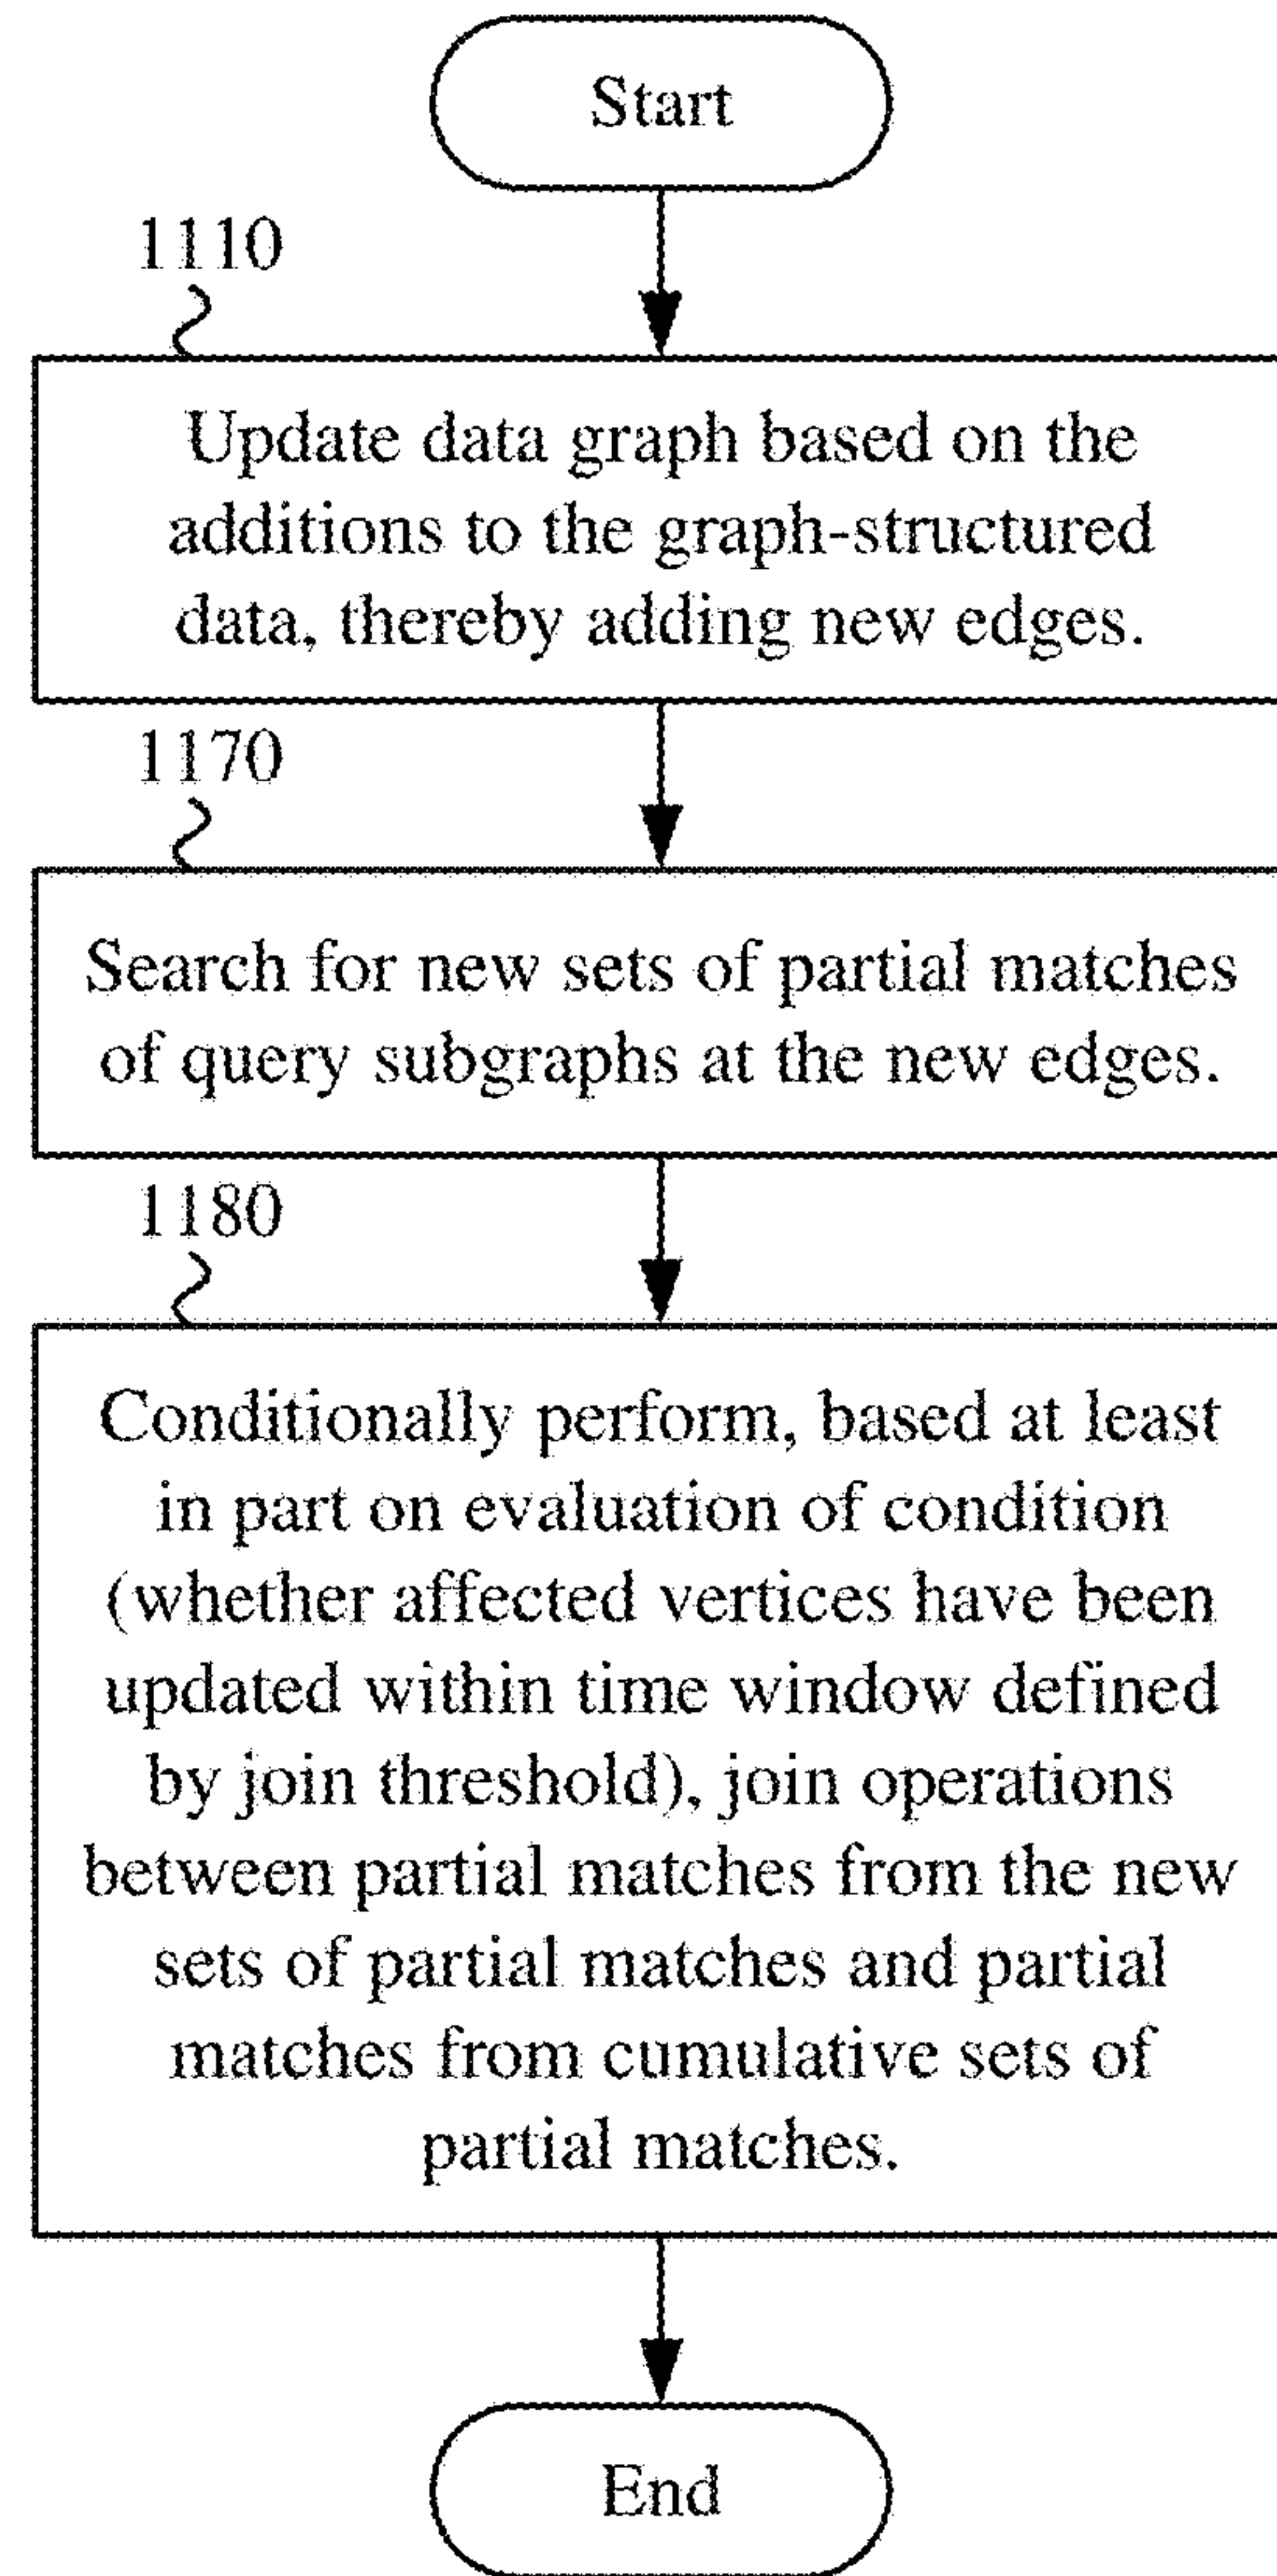 Start
1110
Update data graph based on the
additions to the graph-structured
data, thereby adding new edges.
1170
Search for new sets of partial matches
of query subgraphs at the new edges.
1180
Conditionally perform, based at least
in part on evaluation of condition
(whether affected vertices have been
updated within time window defined
by join threshold), join operations
between partial matches from the new
sets of partial matches and partial
matches from cumulative sets of
partial matches.
End